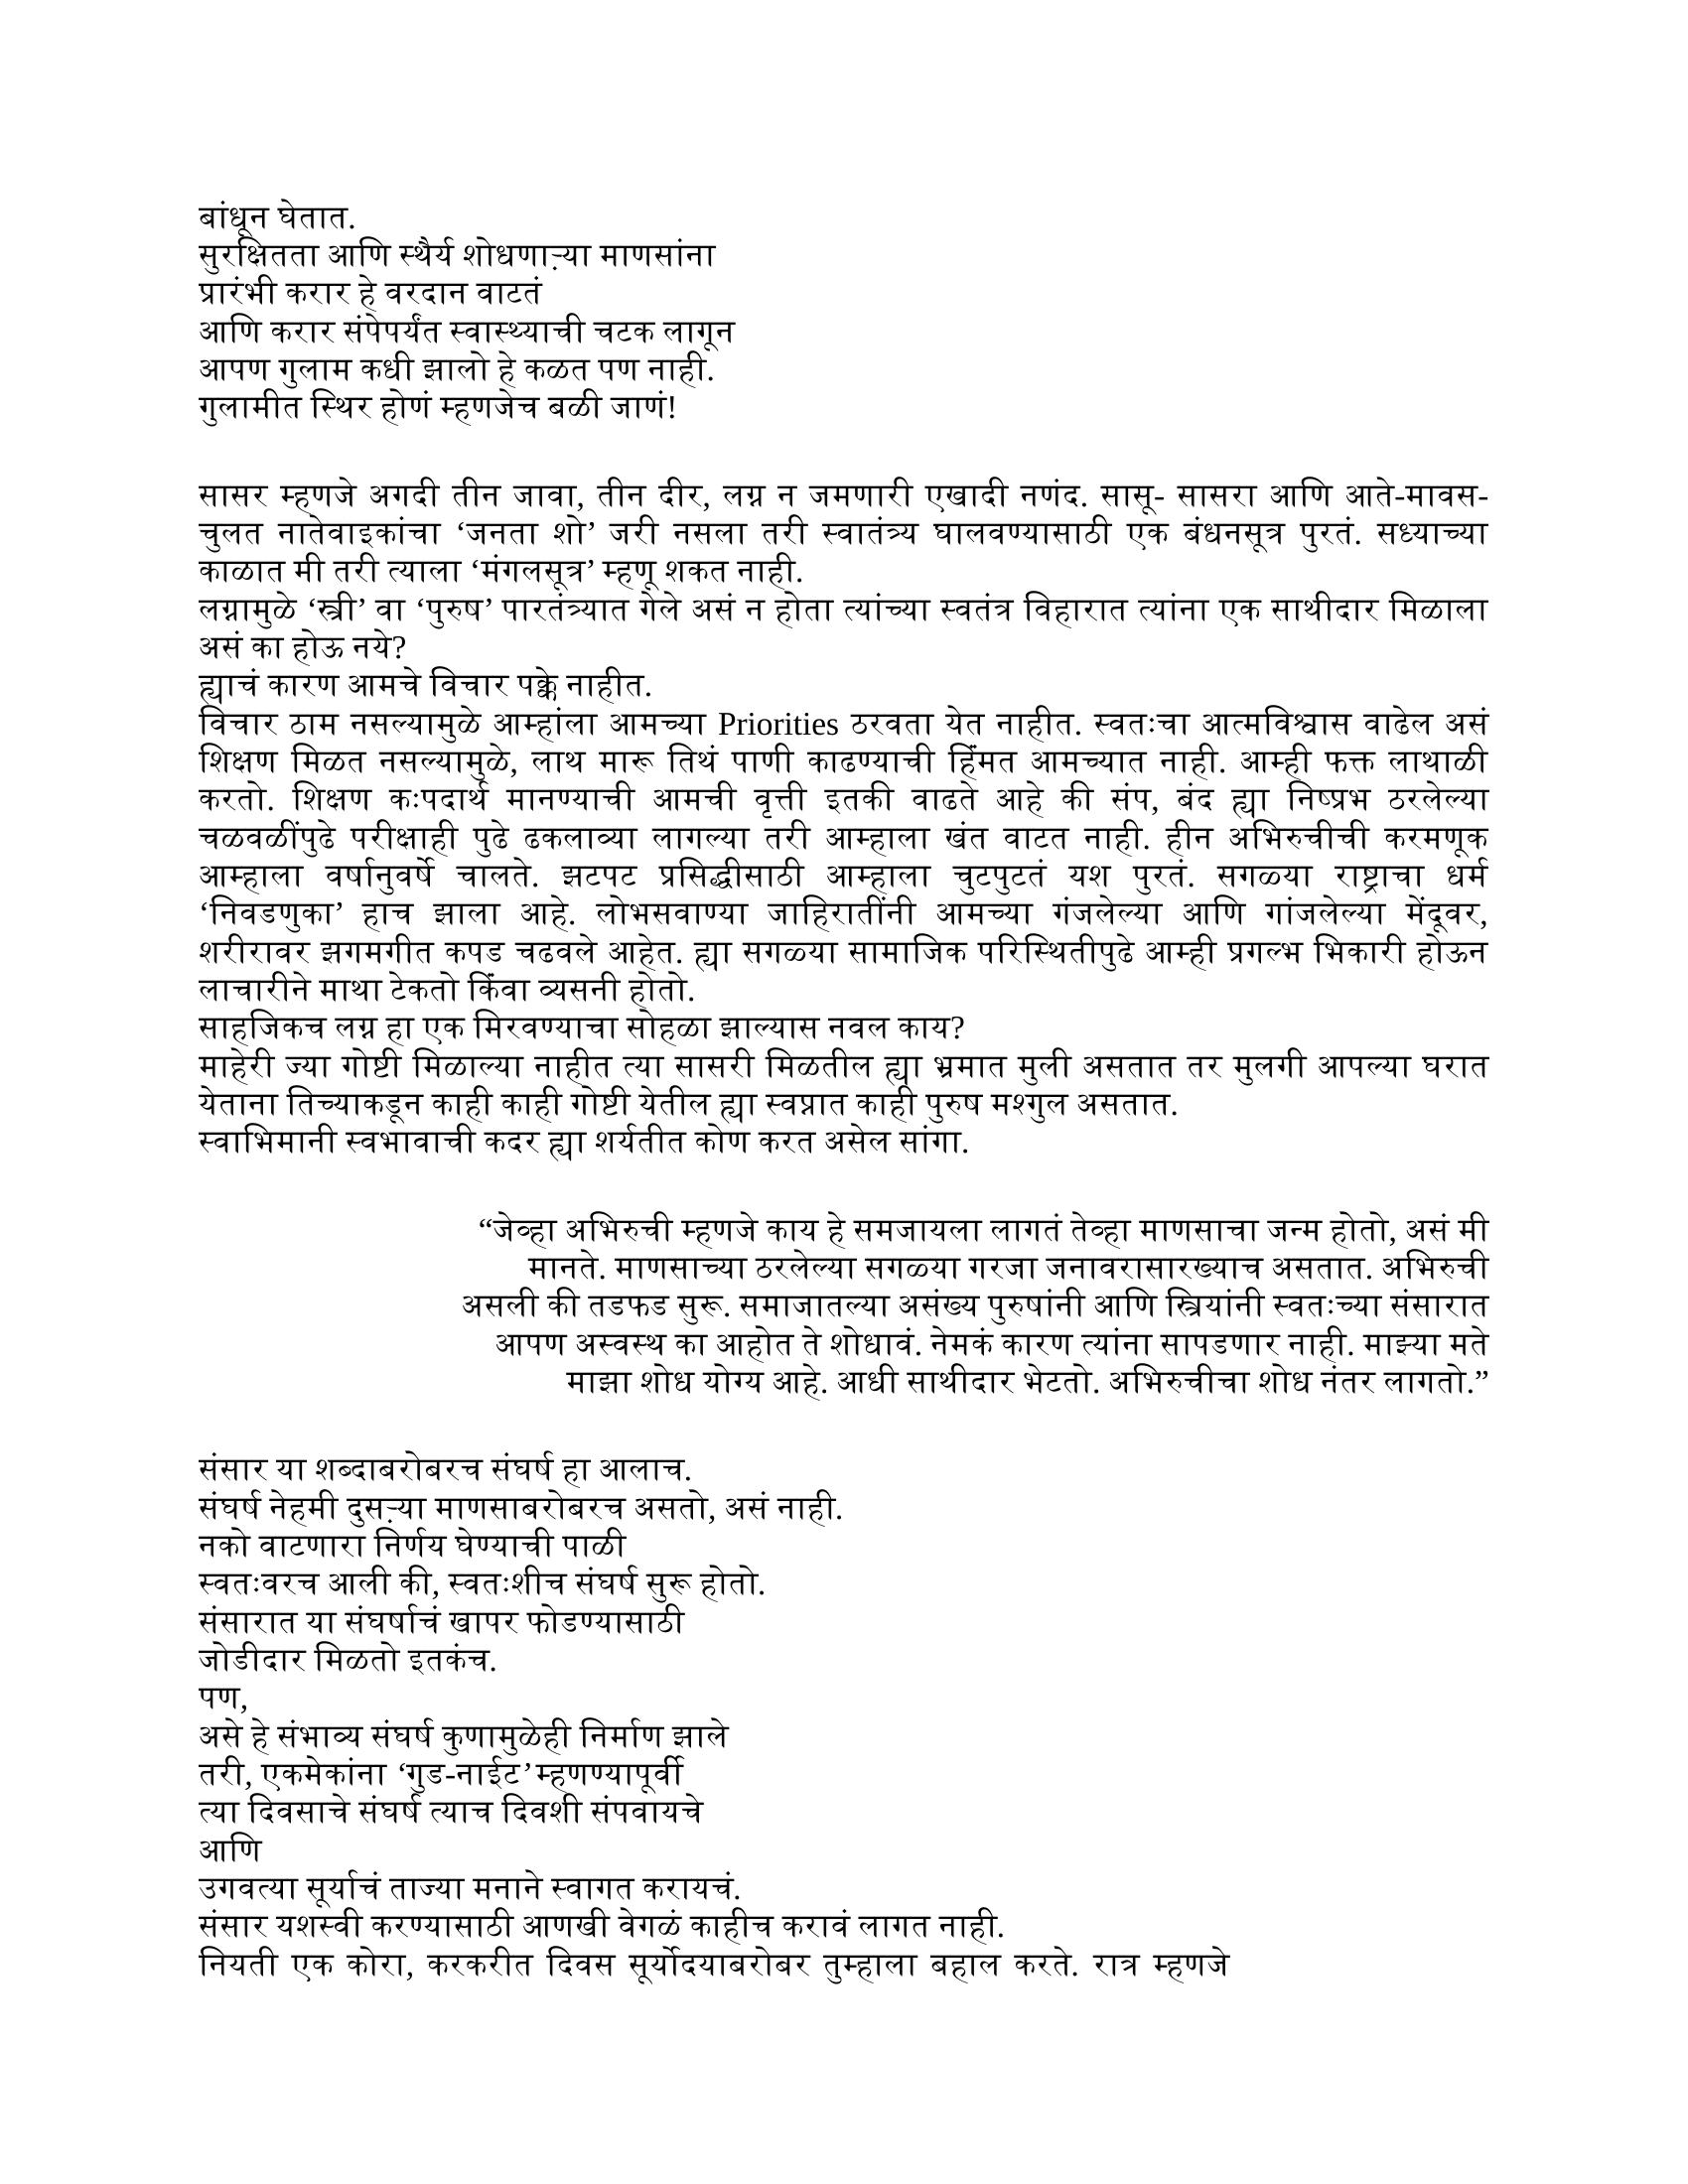 बांधून घेतात.
सुरक्षितता आणि स्थैर्य शोधणाऱ्या माणसांना
प्रारंभी करार हे वरदान वाटतं
आणि करार संपेपर्यंत स्वास्थ्याची चटक लागून
आपण गुलाम कधी झालो हे कळत पण नाही.
गुलामीत स्थिर होणं म्हणजेच बळी जाणं!
सासर म्हणजे अगदी तीन जावा, तीन दीर, लग्न न जमणारी एखादी नणंद. सासू- सासरा आणि आते-मावस-
चुलत नातेवाइकांचा ‘जनता शो’ जरी नसला तरी स्वातंत्र्य घालवण्यासाठी एक बंधनसूत्र पुरतं. सध्याच्या
काळात मी तरी त्याला ‘मंगलसूत्र’ म्हणू शकत नाही.
लग्नामुळे ‘स्त्री’ वा ‘पुरुष’ पारतंत्र्यात गेले असं न होता त्यांच्या स्वतंत्र विहारात त्यांना एक साथीदार मिळाला
असं का होऊ नये?
ह्याचं कारण आमचे विचार पक्के नाहीत.
विचार ठाम नसल्यामुळे आम्हांला आमच्या Priorities ठरवता येत नाहीत. स्वतःचा आत्मविश्वास वाढेल असं
शिक्षण मिळत नसल्यामुळे, लाथ मारू तिथं पाणी काढण्याची हिंमत आमच्यात नाही. आम्ही फक्त लाथाळी
करतो. शिक्षण कःपदार्थ मानण्याची आमची वृत्ती इतकी वाढते आहे की संप, बंद ह्या निष्प्रभ ठरलेल्या
चळवळींपुढे परीक्षाही पुढे ढकलाव्या लागल्या तरी आम्हाला खंत वाटत नाही. हीन अभिरुचीची करमणूक
आम्हाला वर्षानुवर्षे चालते. झटपट प्रसिद्धीसाठी आम्हाला चुटपुटतं यश पुरतं. सगळ्या राष्ट्राचा धर्म
‘निवडणुका’ हाच झाला आहे. लोभसवाण्या जाहिरातींनी आमच्या गंजलेल्या आणि गांजलेल्या मेंदूवर,
शरीरावर झगमगीत कपडे चढवले आहेत. ह्या सगळ्या सामाजिक परिस्थितीपुढे आम्ही प्रगल्भ भिकारी होऊन
लाचारीने माथा टेकतो किंवा व्यसनी होतो.
साहजिकच लग्न हा एक मिरवण्याचा सोहळा झाल्यास नवल काय?
माहेरी ज्या गोष्टी मिळाल्या नाहीत त्या सासरी मिळतील ह्या भ्रमात मुली असतात तर मुलगी आपल्या घरात
येताना तिच्याकडून काही काही गोष्टी येतील ह्या स्वप्नात काही पुरुष मश्गुल असतात.
स्वाभिमानी स्वभावाची कदर ह्या शर्यतीत कोण करत असेल सांगा.
“जेव्हा अभिरुची म्हणजे काय हे समजायला लागतं तेव्हा माणसाचा जन्म होतो, असं मी
मानते. माणसाच्या ठरलेल्या सगळ्या गरजा जनावरासारख्याच असतात. अभिरुची
असली की तडफड सुरू. समाजातल्या असंख्य पुरुषांनी आणि स्त्रियांनी स्वतःच्या संसारात
आपण अस्वस्थ का आहोत ते शोधावं. नेमकं कारण त्यांना सापडणार नाही. माझ्या मते
माझा शोध योग्य आहे. आधी साथीदार भेटतो. अभिरुचीचा शोध नंतर लागतो.”
संसार या शब्दाबरोबरच संघर्ष हा आलाच.
संघर्ष नेहमी दुसऱ्या माणसाबरोबरच असतो, असं नाही.
नको वाटणारा निर्णय घेण्याची पाळी
स्वतःवरच आली की, स्वतःशीच संघर्ष सुरू होतो.
संसारात या संघर्षाचं खापर फोडण्यासाठी
जोडीदार मिळतो इतकंच.
पण,
असे हे संभाव्य संघर्ष कुणामुळेही निर्माण झाले
तरी, एकमेकांना ‘गुड-नाईट’म्हणण्यापूर्वी
त्या दिवसाचे संघर्ष त्याच दिवशी संपवायचे
आणि
उगवत्या सूर्याचं ताज्या मनाने स्वागत करायचं.
संसार यशस्वी करण्यासाठी आणखी वेगळं काहीच करावं लागत नाही.
नियती एक कोरा, करकरीत दिवस सूर्योदयाबरोबर तुम्हाला बहाल करते. रात्र म्हणजे